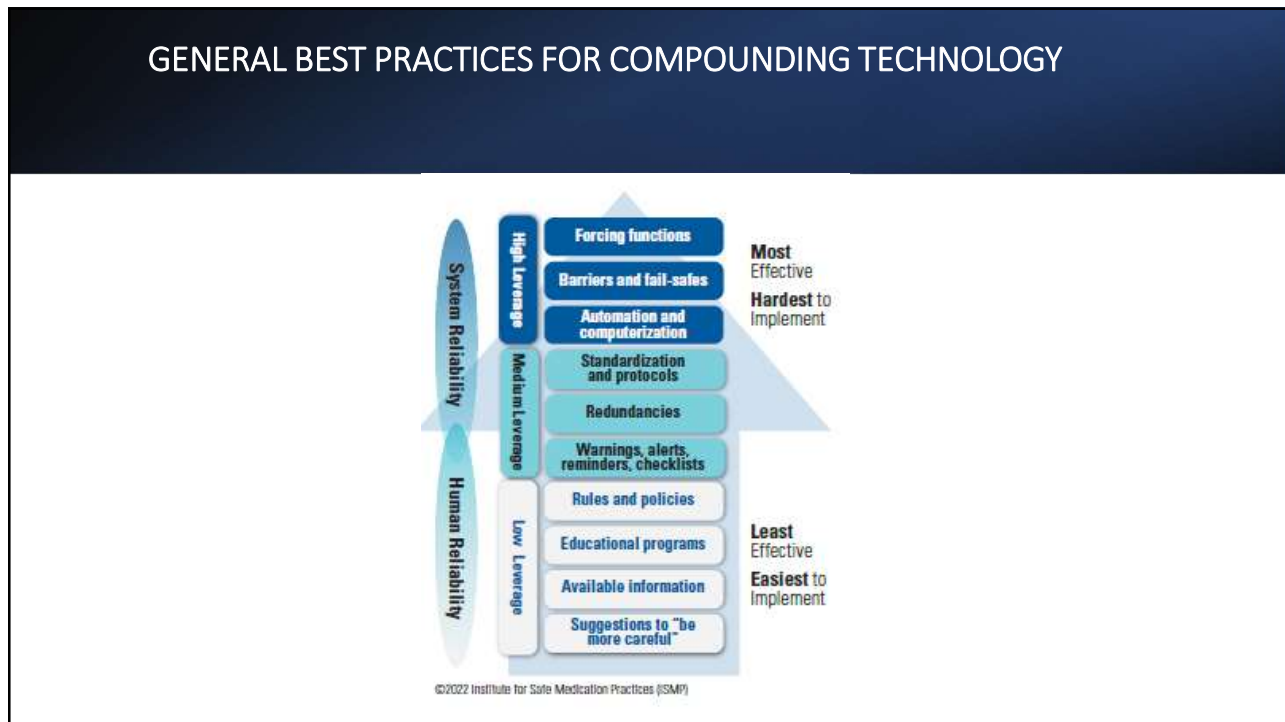 GENERAL BEST PRACTICES FOR COMPOUNDING TECHNOLOGY
System Reliability
Human Reliability
High Leverage
Medium Leverage
Low Leverage
Forcing functions
Barriers and fail-safes
Automation and
computerization
Standardization
and protocols
Redundancies
Warnings, alerts,
reminders, checklists
Rules and policies
Educational programs
Available information
Suggestions to "be
more careful"
Most
Effective
Hardest to
Implement
Least
Effective
Easiest to
Implement
©2022 Institute for Safe Medication Practices (ISMP)